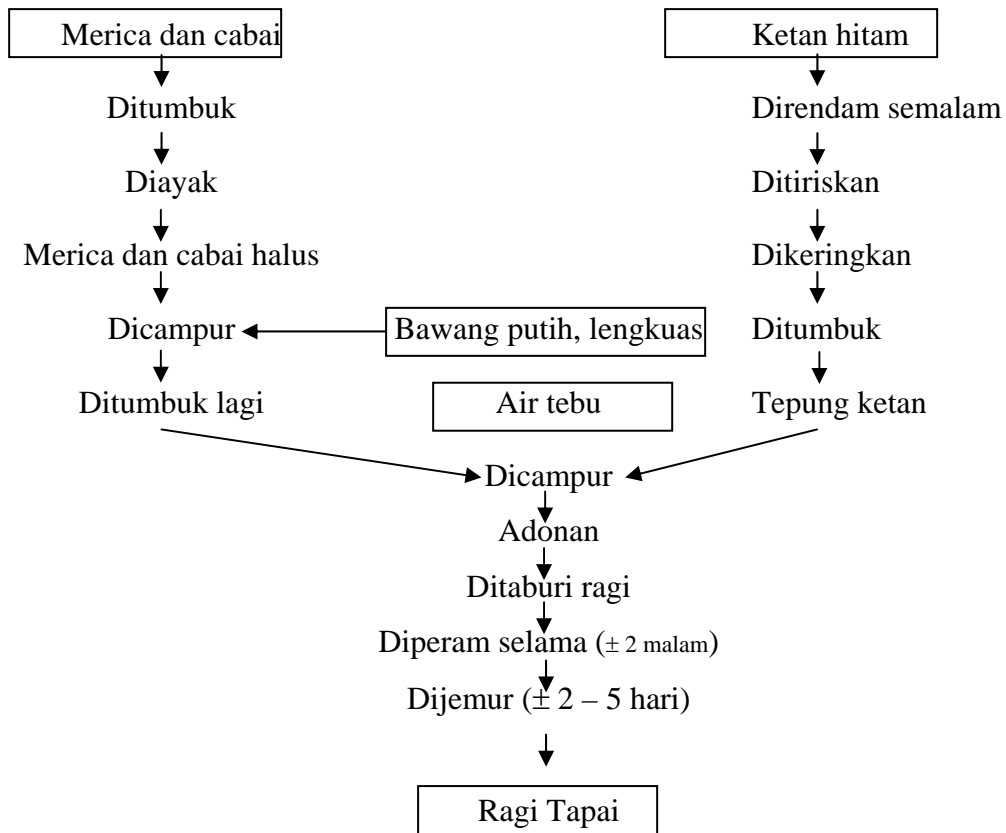 Merica dan cabai
Ketan hitam
Ditumbuk
Direndam semalam
Diayak
Ditiriskan
Merica dan cabai halus
Dikeringkan
Dicampur
Bawang putih, lengkuas
Ditumbuk
Ditumbuk lagi
Air tebu
Tepung ketan
Dicampur
Adonan
Ditaburi ragi
Diperam selama (± 2 malam)
Dijemur (± 2 – 5 hari)
Ragi Tapai